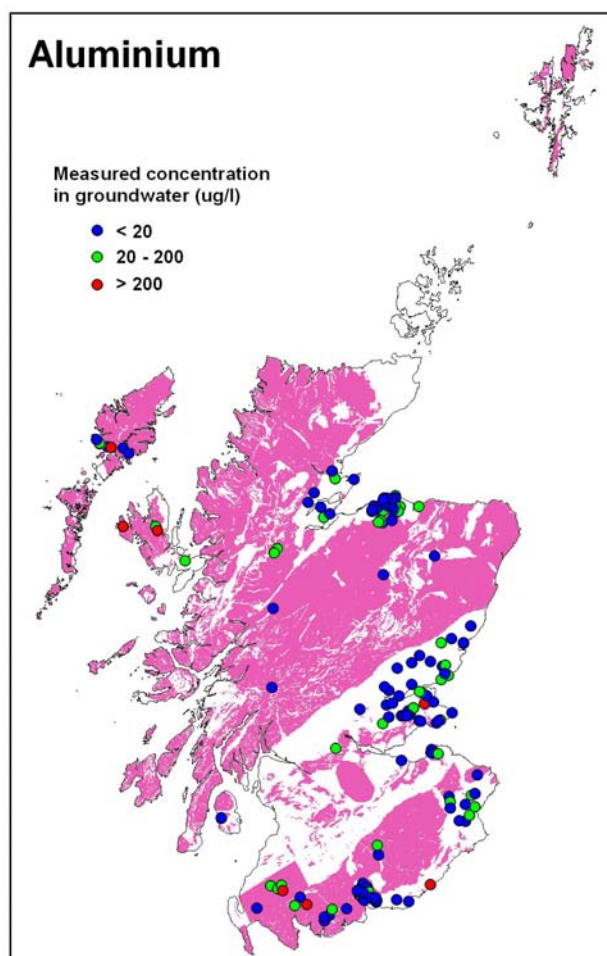 Aluminium
Measured concentration
in groundwater (ug/l)
< 20
20 - 200
> 200